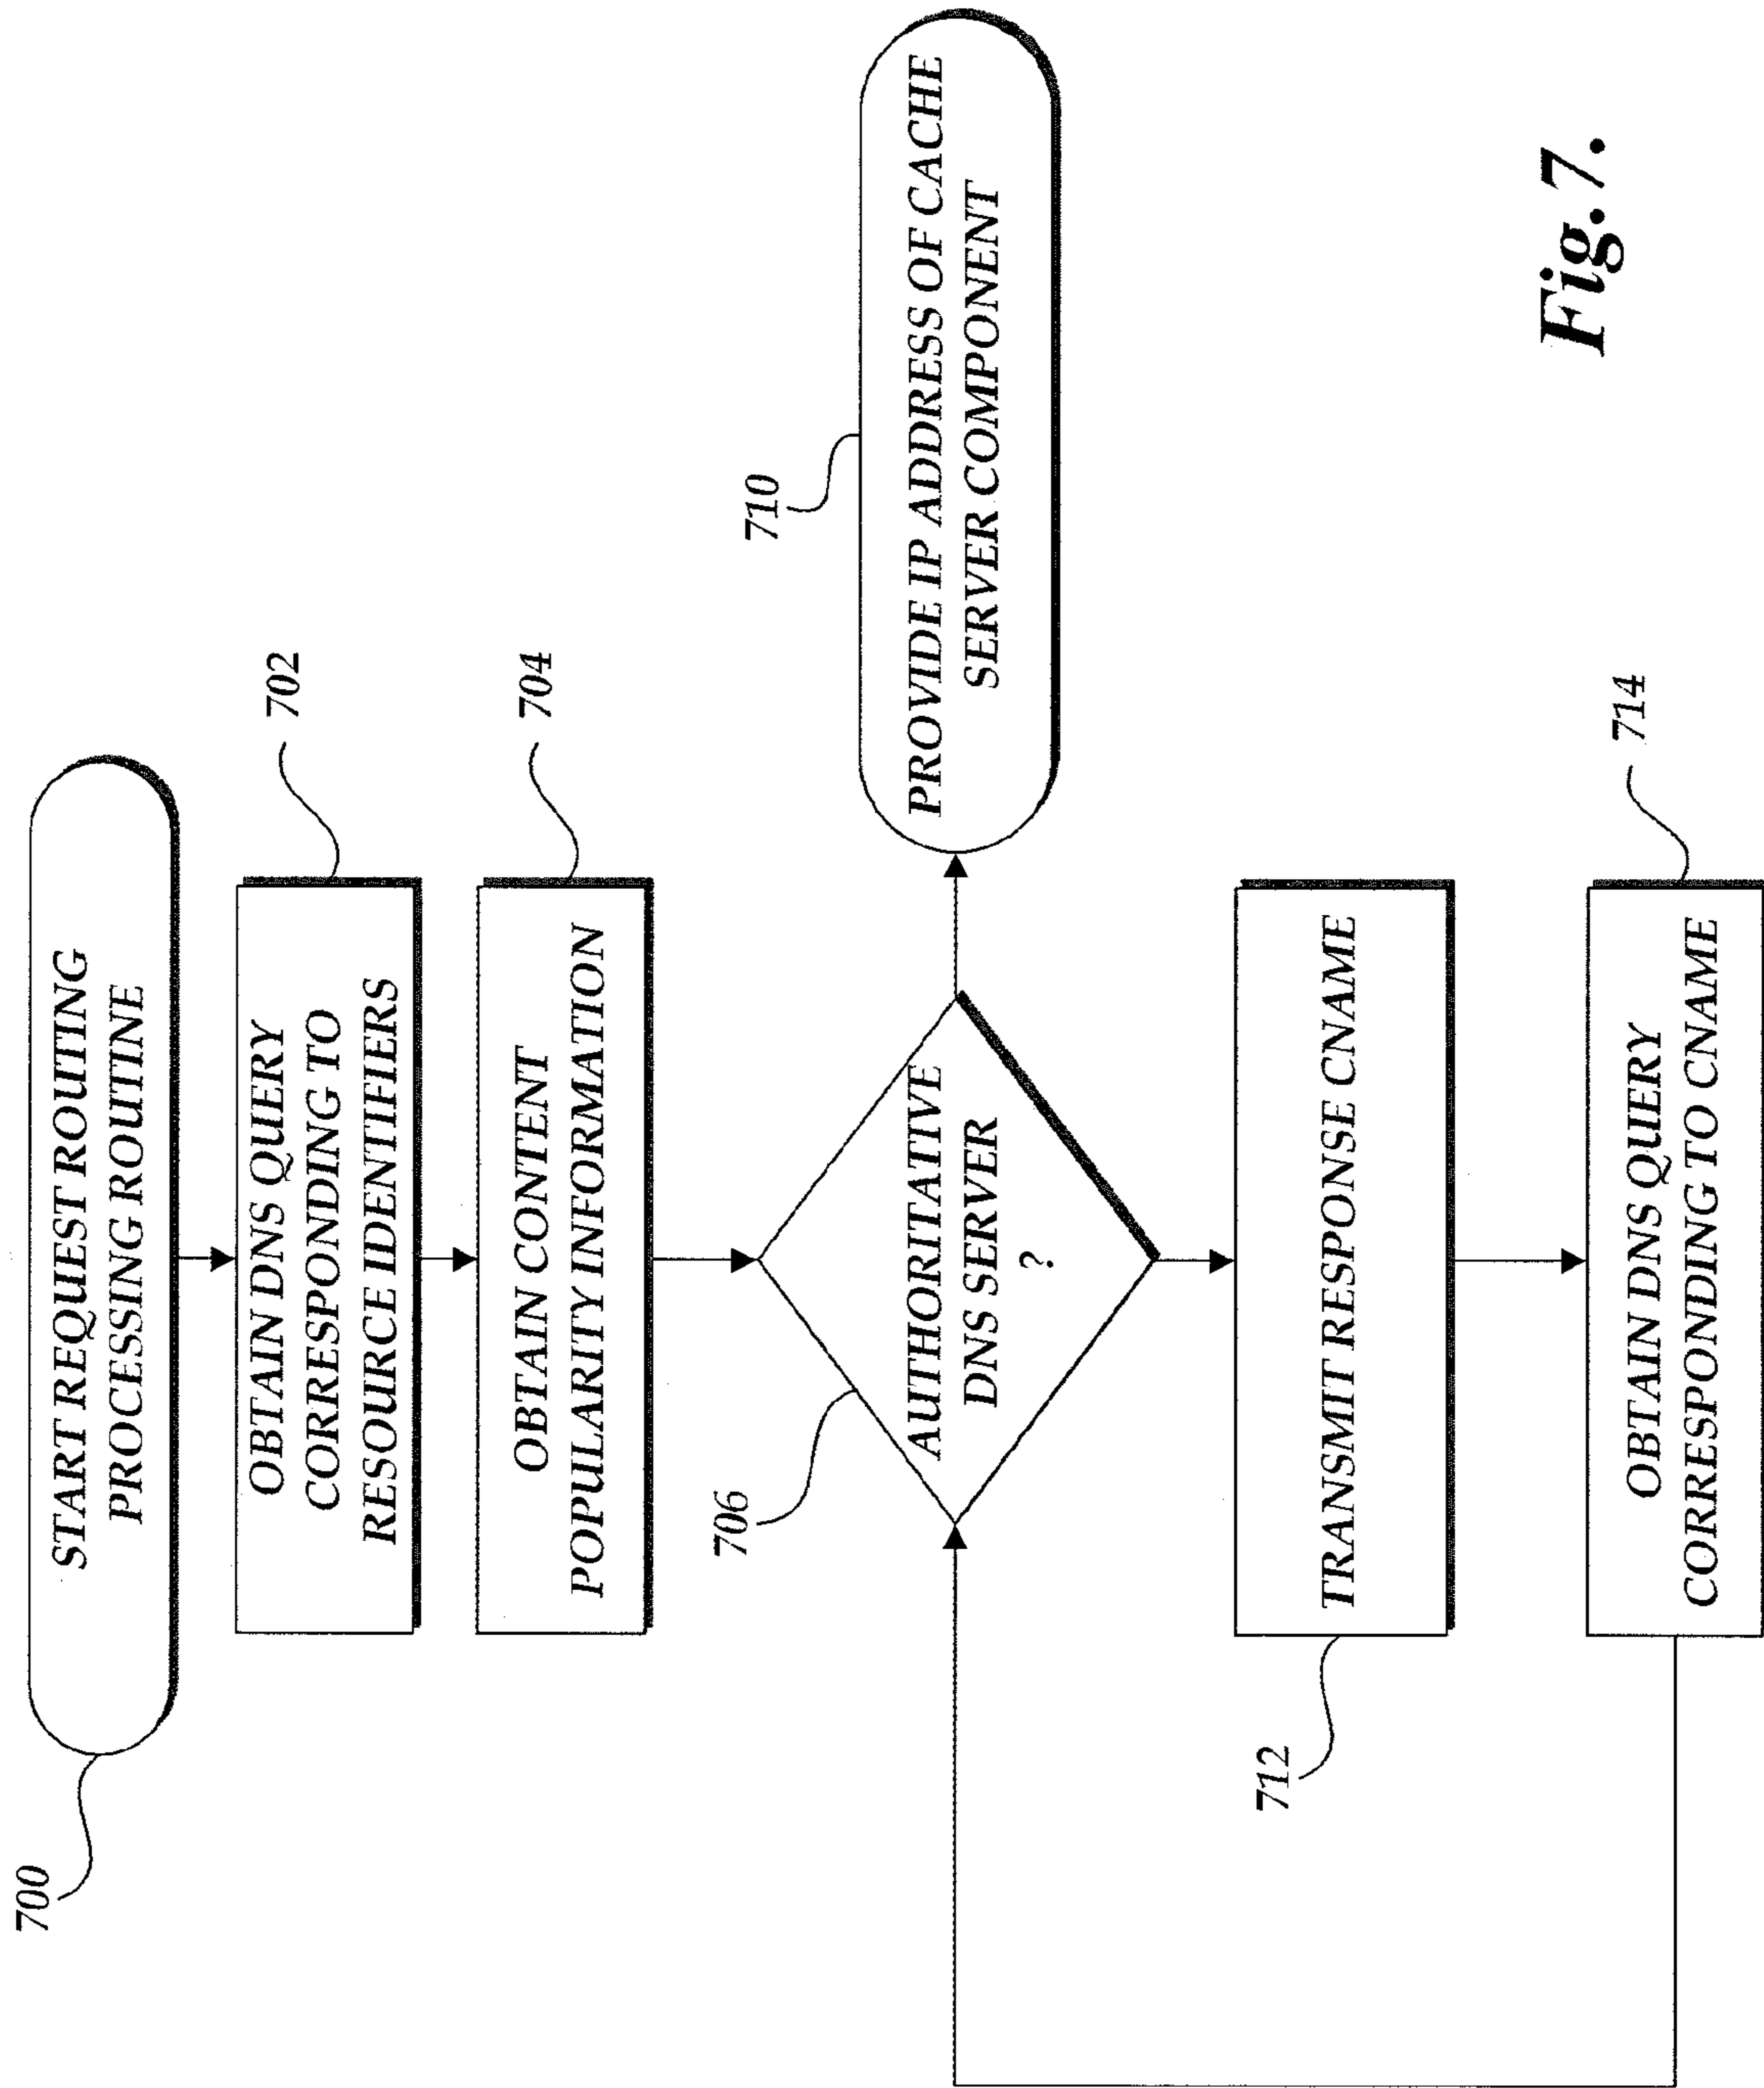 700
START REQUEST ROUTING
PROCESSING ROUTINE
702
OBTAIN DNS QUERY
CORRESPONDING TO
RESOURCE IDENTIFIERS
704
OBTAIN CONTENT
POPULARITY INFORMATION
706
AUTHORITATIVE
DNS SERVER
?
710
PROVIDE IP ADDRESS OF CACHE
SERVER COMPONENT
712
TRANSMIT RESPONSE CNAME
714
OBTAIN DNS QUERY
CORRESPONDING TO CNAME
Fig.7.